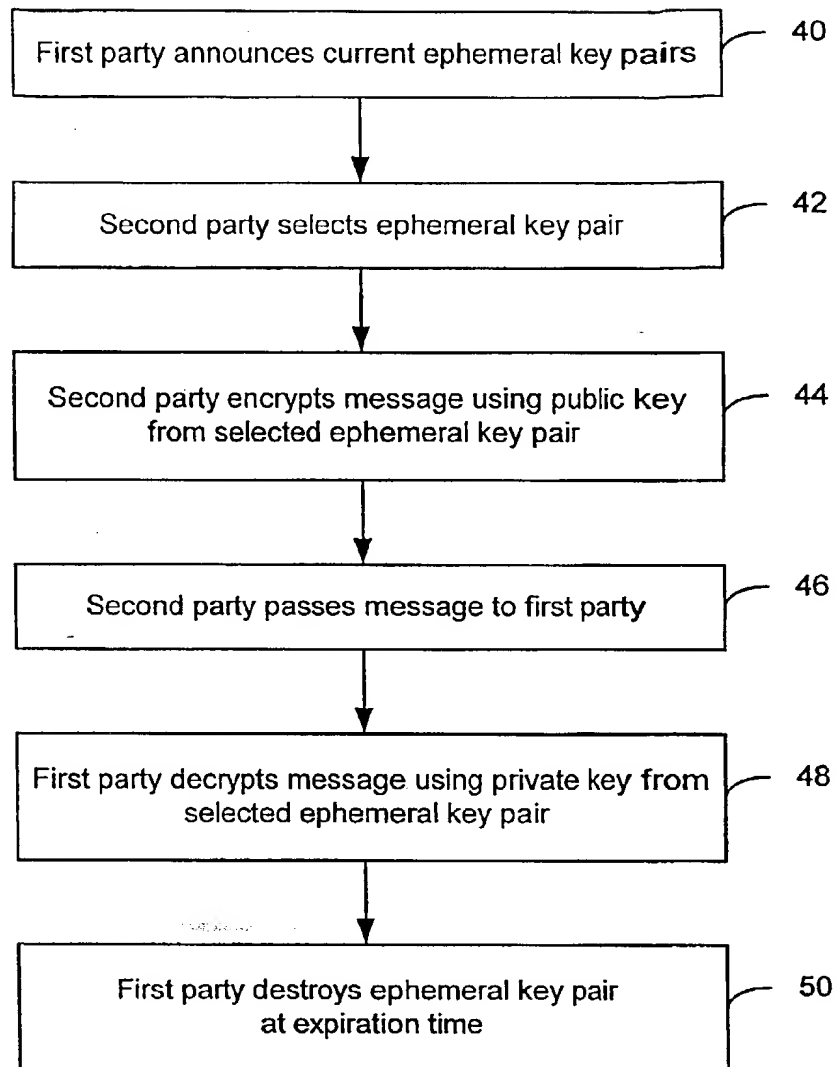 First party announces current ephemeral key pairs
40
Second party selects ephemeral key pair
42
Second party encrypts message using public key
from selected ephemeral key pair
44
Second party passes message to first party
46
First party decrypts message using private key from
selected ephemeral key pair
48
First party destroys ephemeral key pair
at expiration time
50